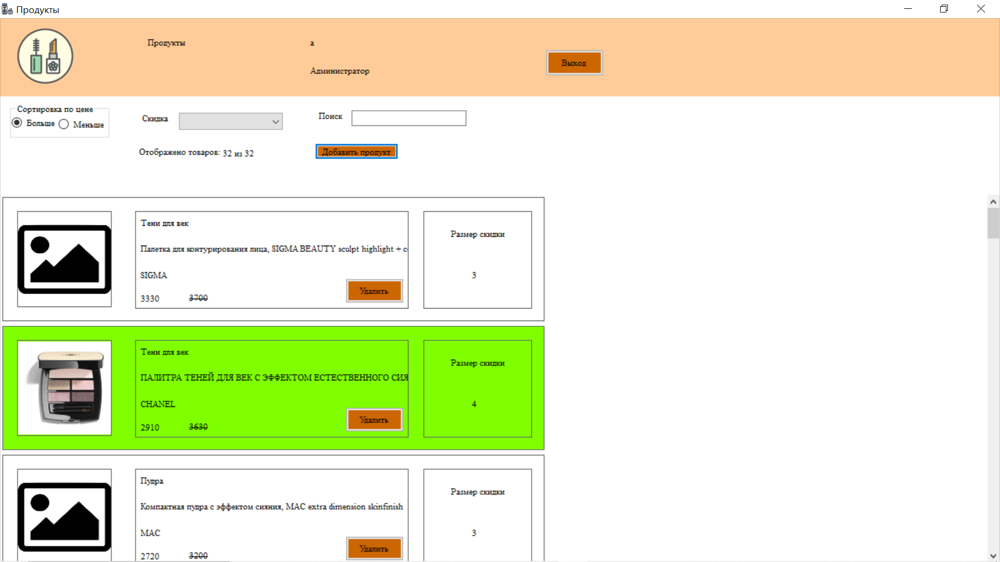 Продукты
Продукты
а
Администратор
Выход
Сортировка по цене
Больше
Меньше
Скидка
Поиск
Отображено товаров: 32 из 32
Добавить продукт
Тени для век
Палетка для контурирования лица, SIGMA BEAUTY sculpt highlight + c
SIGMA
3330 3700
Удалить
Размер скидки
3
Тени для век
ПАЛИТРА ТЕНЕЙ ДЛЯ ВЕК С ЭФФЕКТОМ ЕСТЕСТВЕННОГО СИЯ
CHANEL
2910 3630
Удалить
Размер скидки
4
Пудра
Компактная пудра с эффектом сияния, MAC extra dimension skinfinish
MAC
2720 3200
Удалить
Размер скидки
3